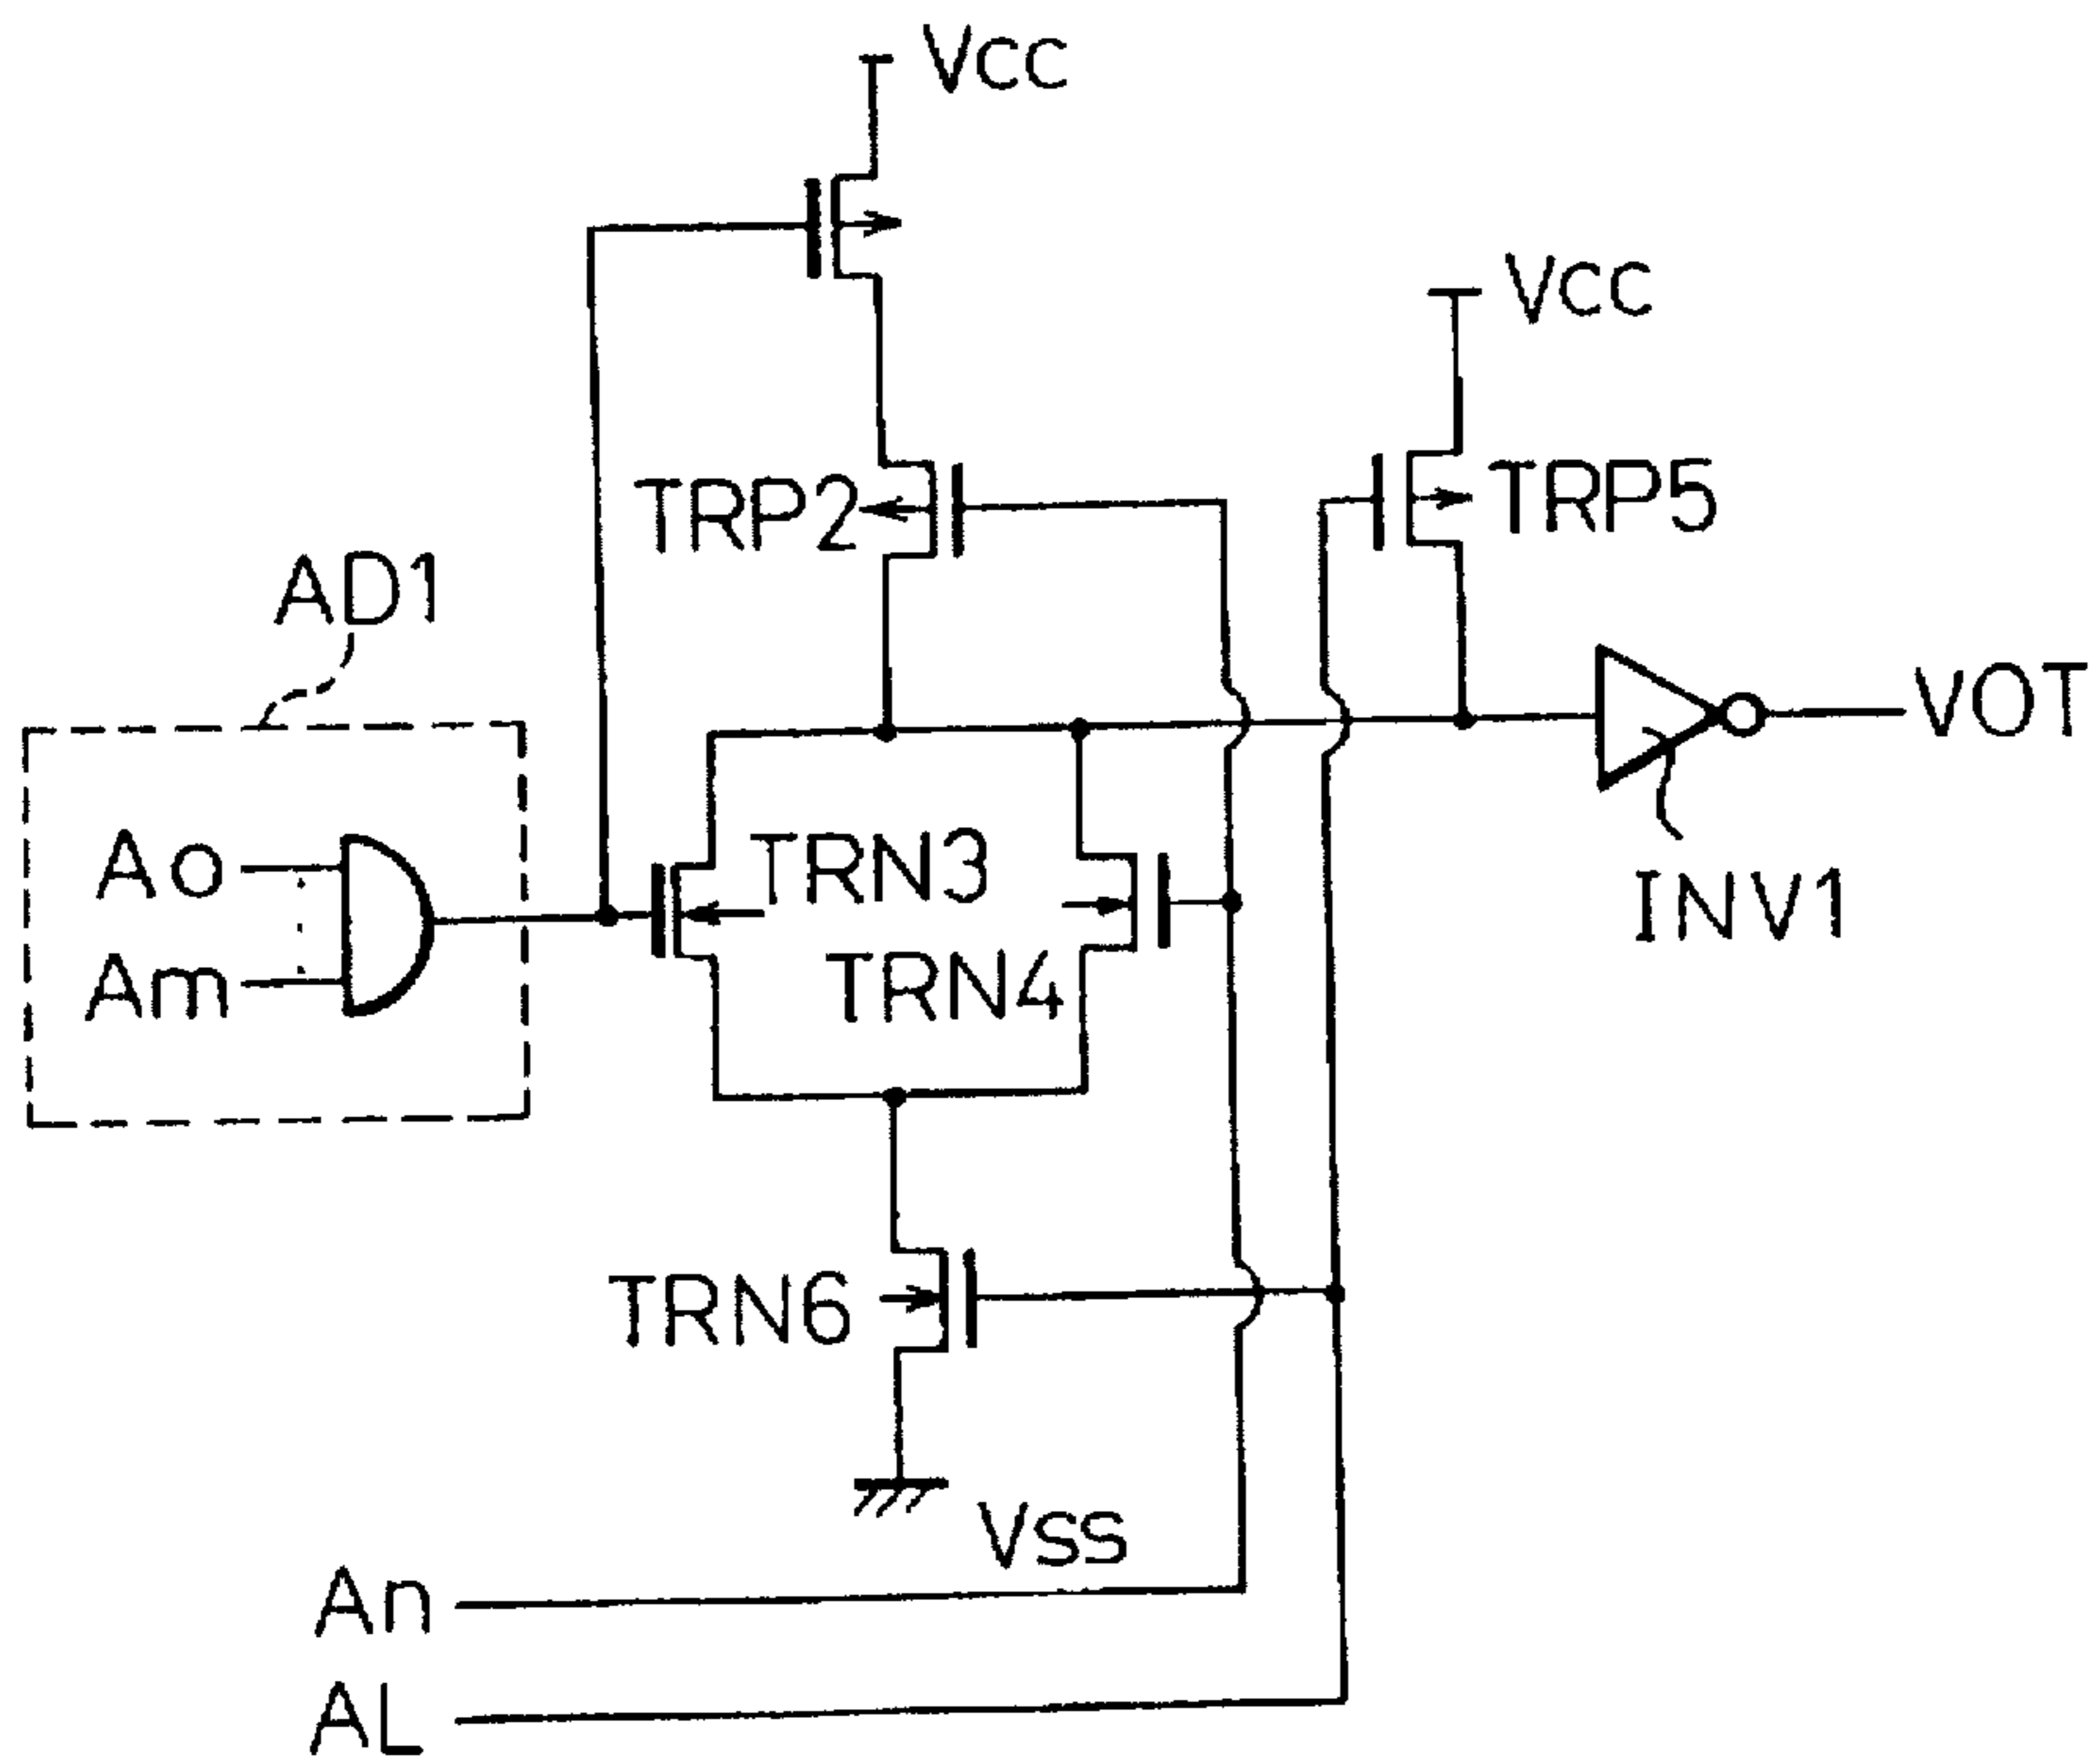 Vcc
Vcc
TRP2
TRP5
AD1
VOT
Ao
TRN3
INV1
Am
TRN4
TRN6
Vss
An
AL